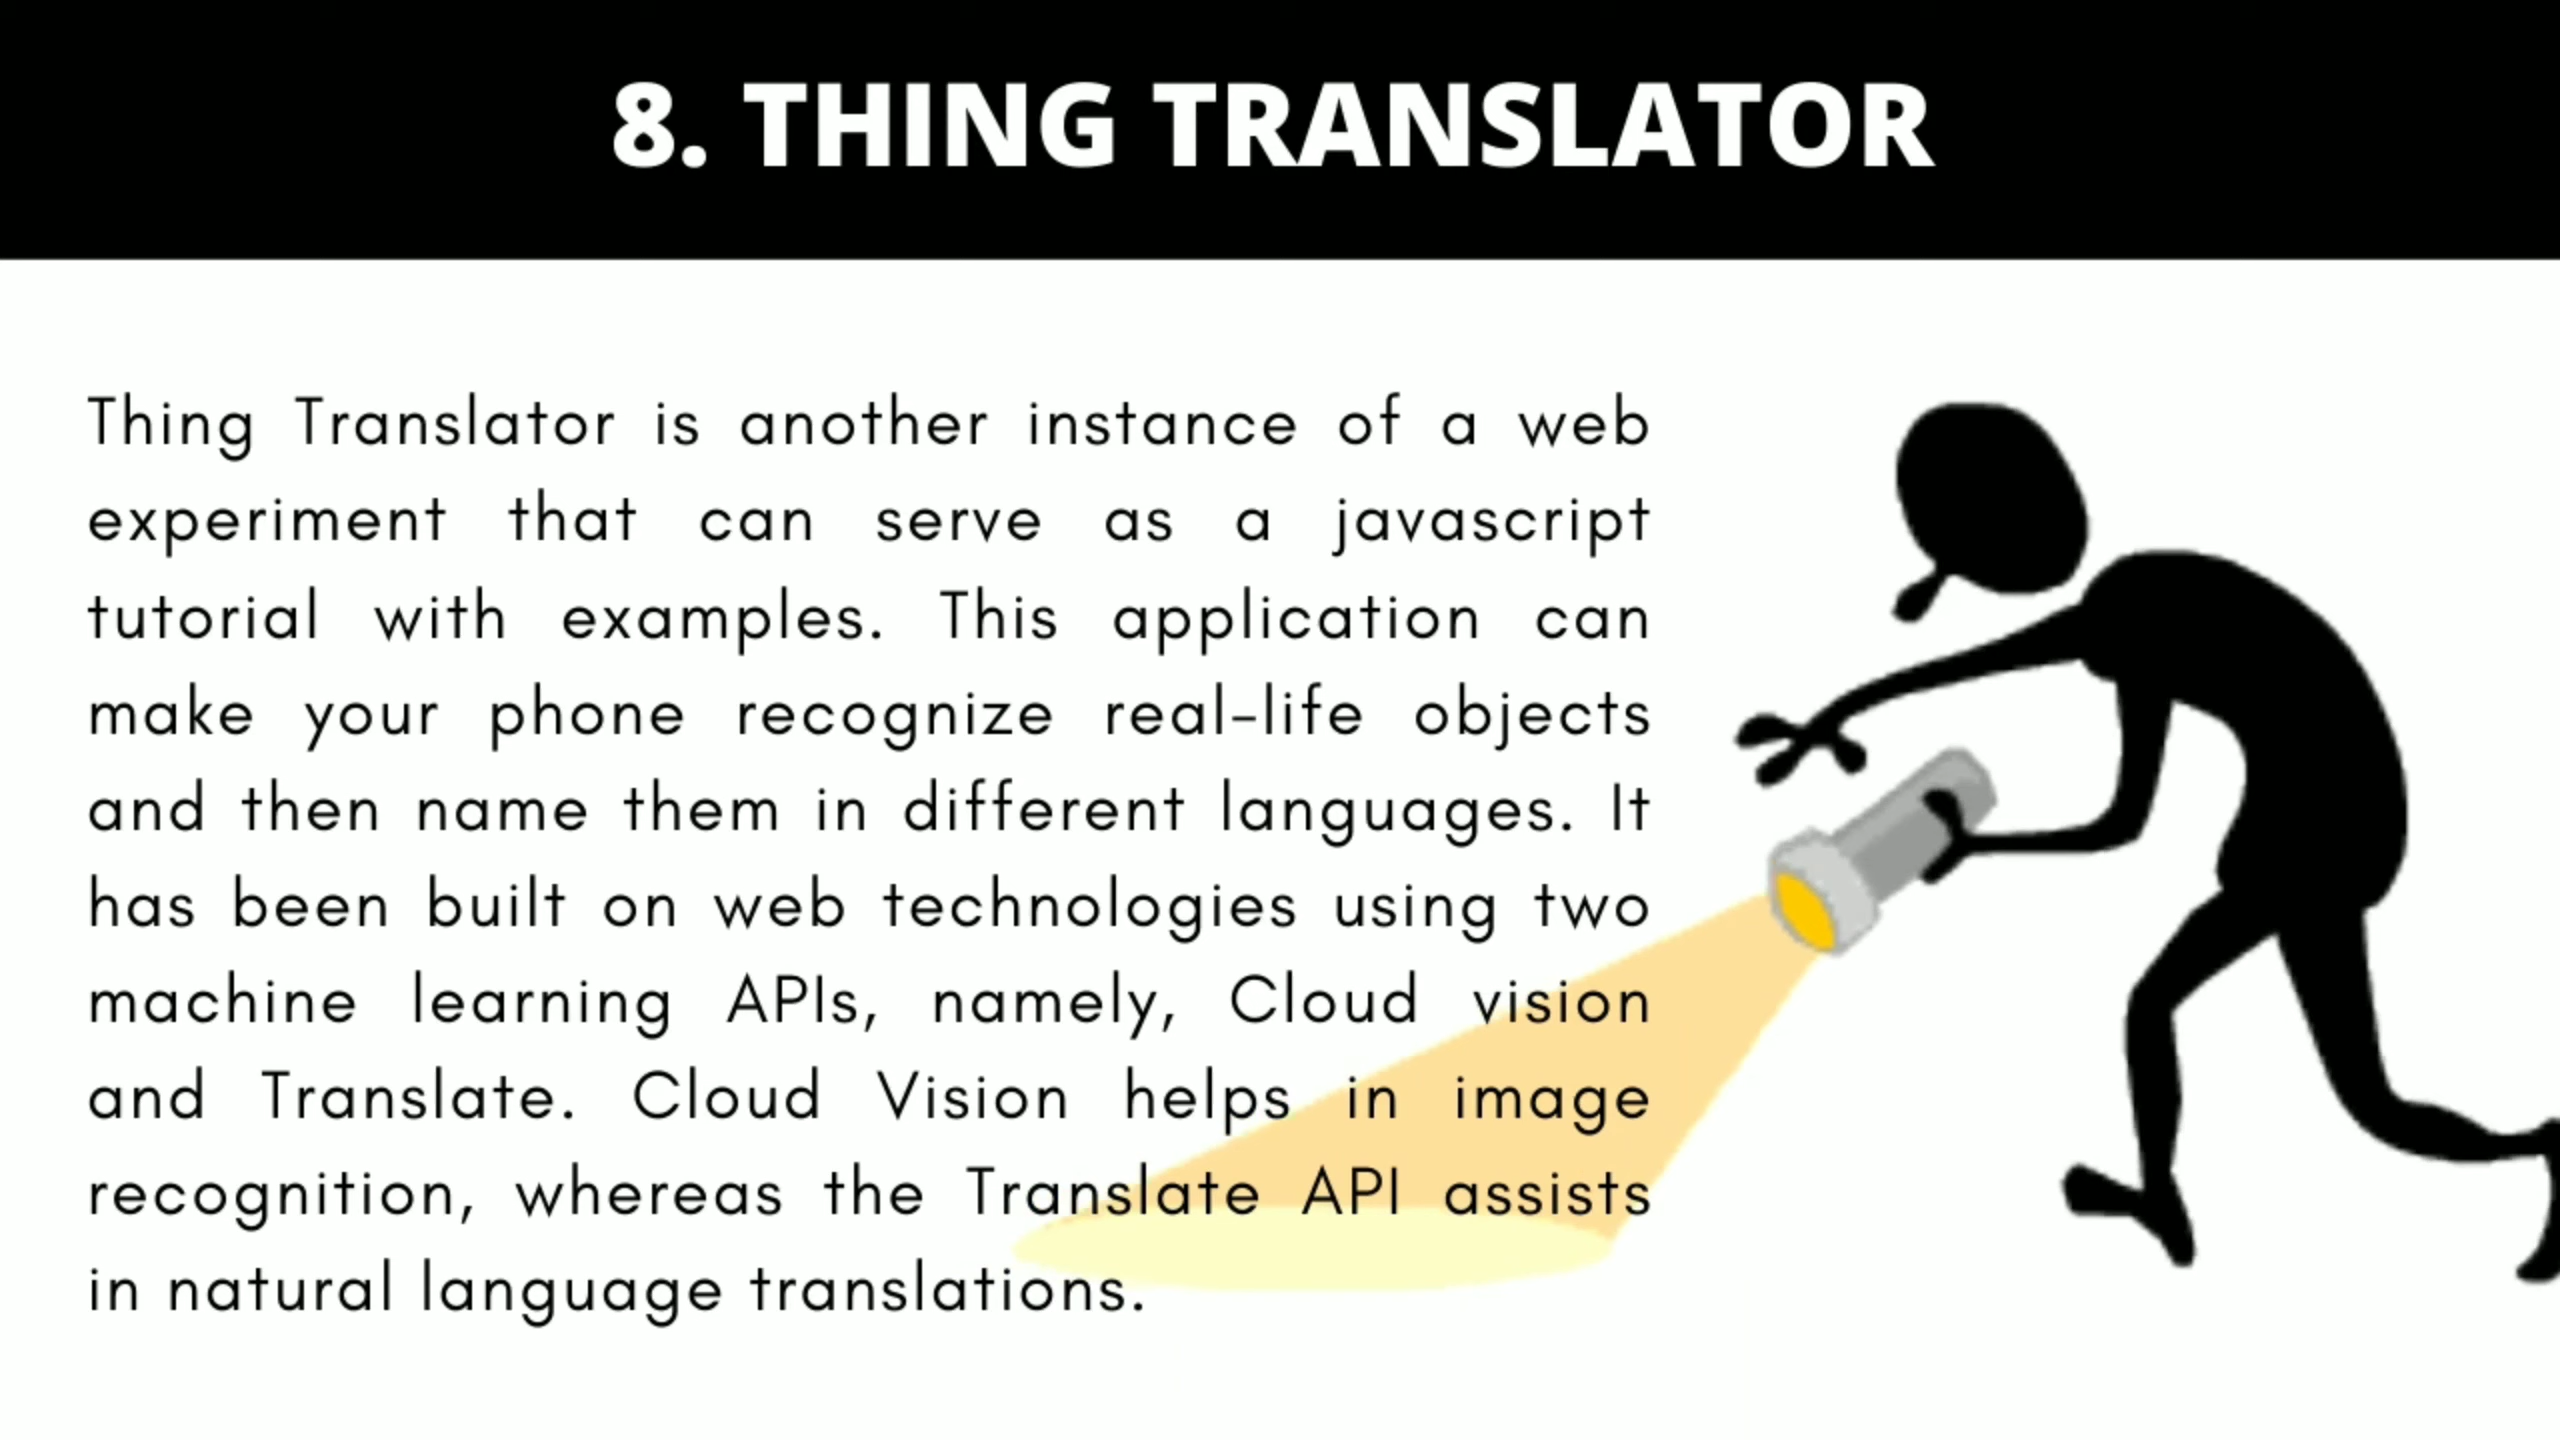 8. THING TRANSLATOR
Thing Translator is another instance of a web
experiment that can serve as a javascript
tutorial with examples. This application can
make your phone recognize real-life objects
and then name them in different languages. It
has been built on web technologies using two
machine learning APIs, namely, Cloud vision
and Translate. Cloud Vision helps in image
recognition, whereas the Translate API assists
in natural language translations.